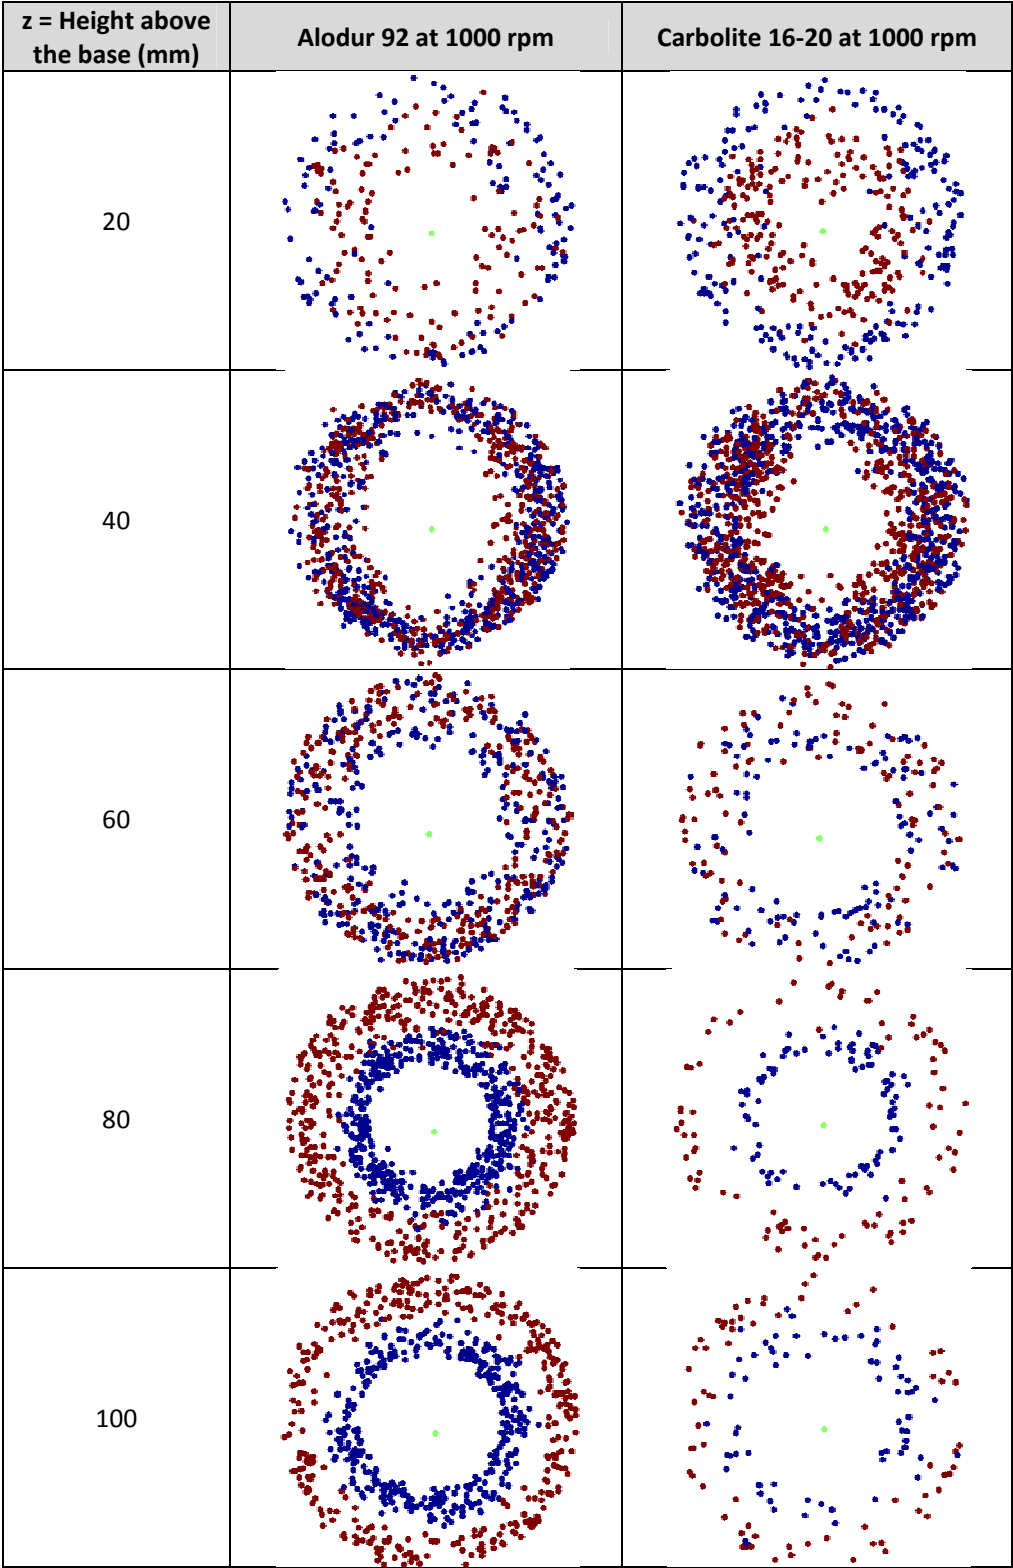 z = Height above
the base (mm)
Alodur 92 at 1000 rpm
Carbolite 16-20 at 1000 rpm
20
40
60
80
100